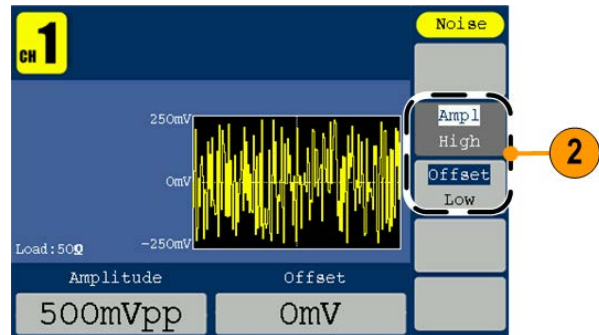 CH 1
Noise
250mV
0mV
-250mV
Load:50Ω
Ampl
High
Offset
Low
2
Amplitude
Offset
500mVpp
0mV